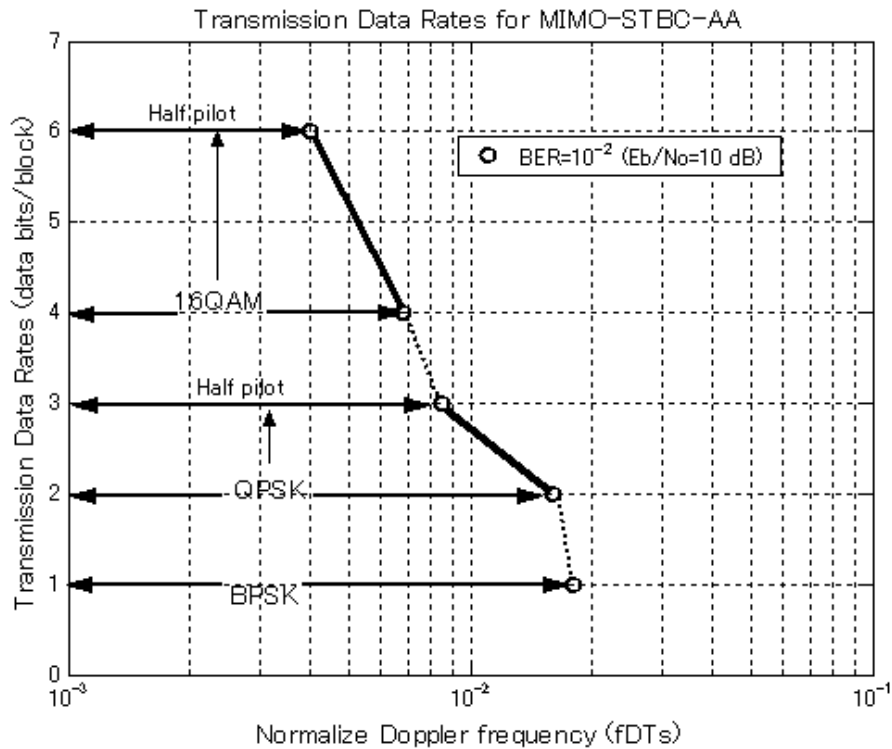 Transmission Data Rates for MIMO-STBC-AA
Transmission Data Rates (data bits/block)
7
6
5
4
3
2
1
0
Half pilot
BER=10⁻² (Eb/No=10 dB)
16QAM
Half pilot
QPSK
BPSK
10⁻³
10⁻²
10⁻¹
Normalize Doppler frequency (fDTs)